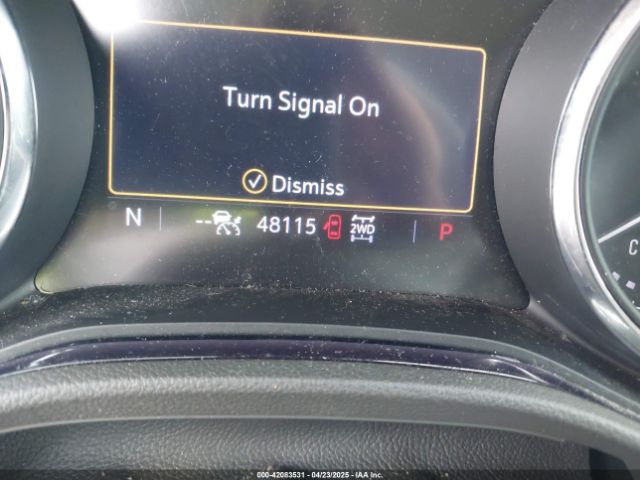 Turn Signal On
Dismiss
N -- 48115 2WD P
C
000-42083531 - 04/23/2025 - IAA Inc.